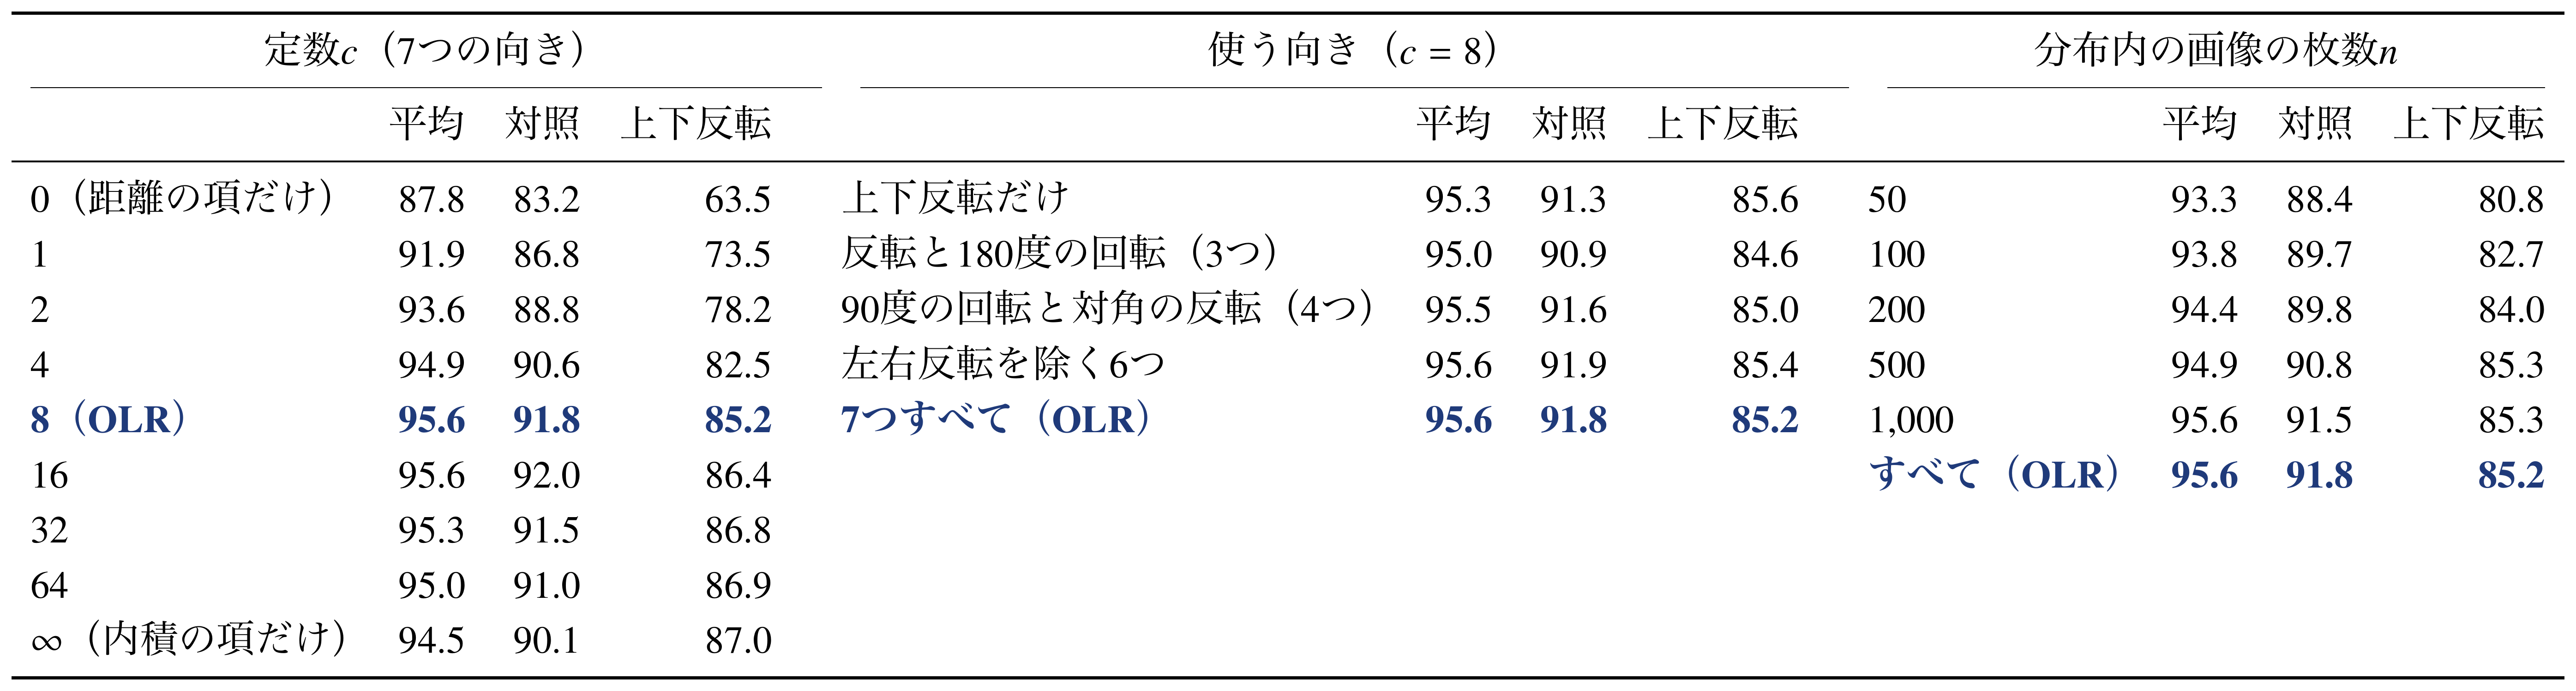 定数c（7つの向き） 使う向き（c = 8） 分布内の画像の枚数n
平均 対照 上下反転 平均 対照 上下反転 平均 対照 上下反転
0（距離の項だけ） 87.8 83.2 63.5 上下反転だけ 95.3 91.3 85.6 50 93.3 88.4 80.8
1 91.9 86.8 73.5 反転と180度の回転（3つ） 95.0 90.9 84.6 100 93.8 89.7 82.7
2 93.6 88.8 78.2 90度の回転と対角の反転（4つ） 95.5 91.6 85.0 200 94.4 89.8 84.0
4 94.9 90.6 82.5 左右反転を除く6つ 95.6 91.9 85.4 500 94.9 90.8 85.3
8（OLR） 95.6 91.8 85.2 7つすべて（OLR） 95.6 91.8 85.2 1,000 95.6 91.5 85.3
16 95.6 92.0 86.4 すべて（OLR） 95.6 91.8 85.2
32 95.3 91.5 86.8
64 95.0 91.0 86.9
∞（内積の項だけ） 94.5 90.1 87.0